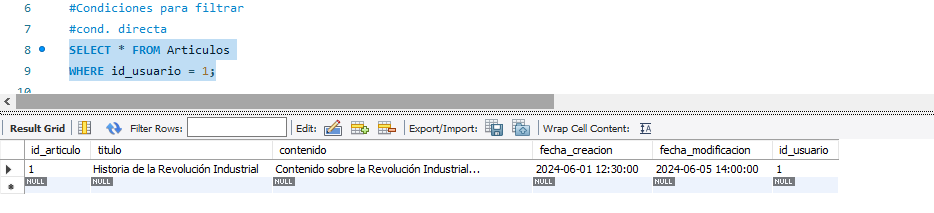 6 #Condiciones para filtrar
7 #cond. directa
8 SELECT * FROM Articulos
9 WHERE id_usuario = 1;
10
Result Grid Filter Rows: Edit: Export/Import: Wrap Cell Content: IA
id_articulo titulo contenido fecha_creacion fecha_modificacion id_usuario
1 Historia de la Revolución Industrial Contenido sobre la Revolución Industrial... 2024-06-01 12:30:00 2024-06-05 14:00:00 1
NULL NULL NULL NULL NULL NULL